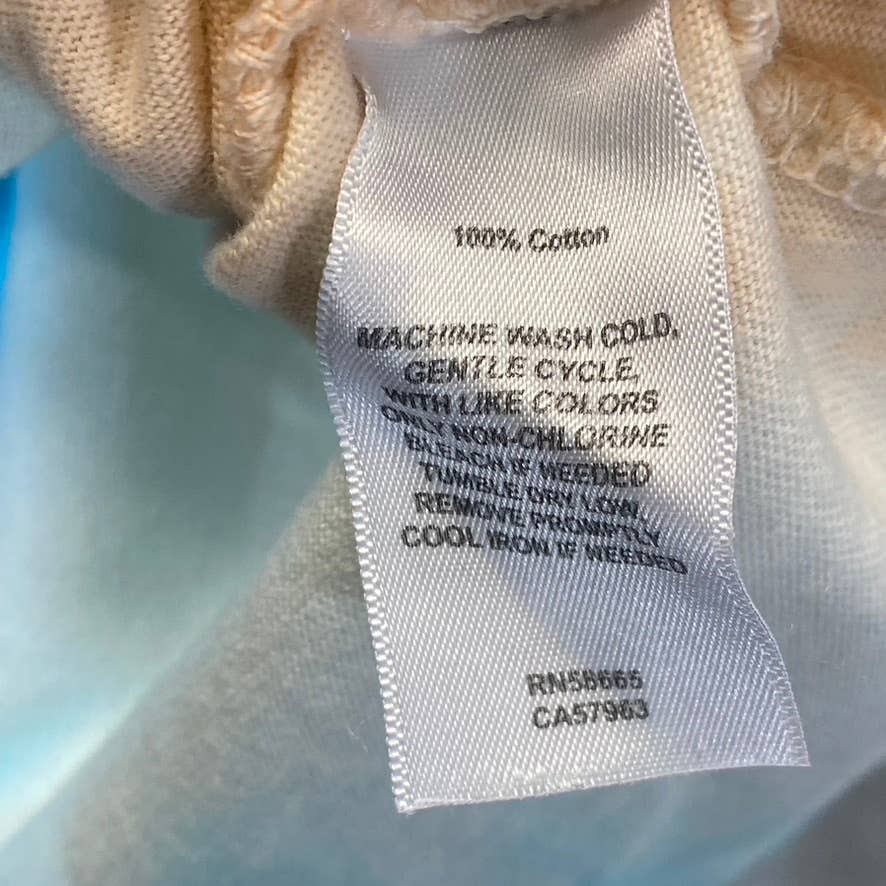 100% Cotton
MACHINE WASH COLD,
GENTLE CYCLE,
WITH LIKE COLORS
ONLY NON-CHLORINE
BLEACH IF NEEDED
TUMBLE DRY LOW,
REMOVE PROMPTLY
COOL IRON IF NEEDED
RN58665
CA57963